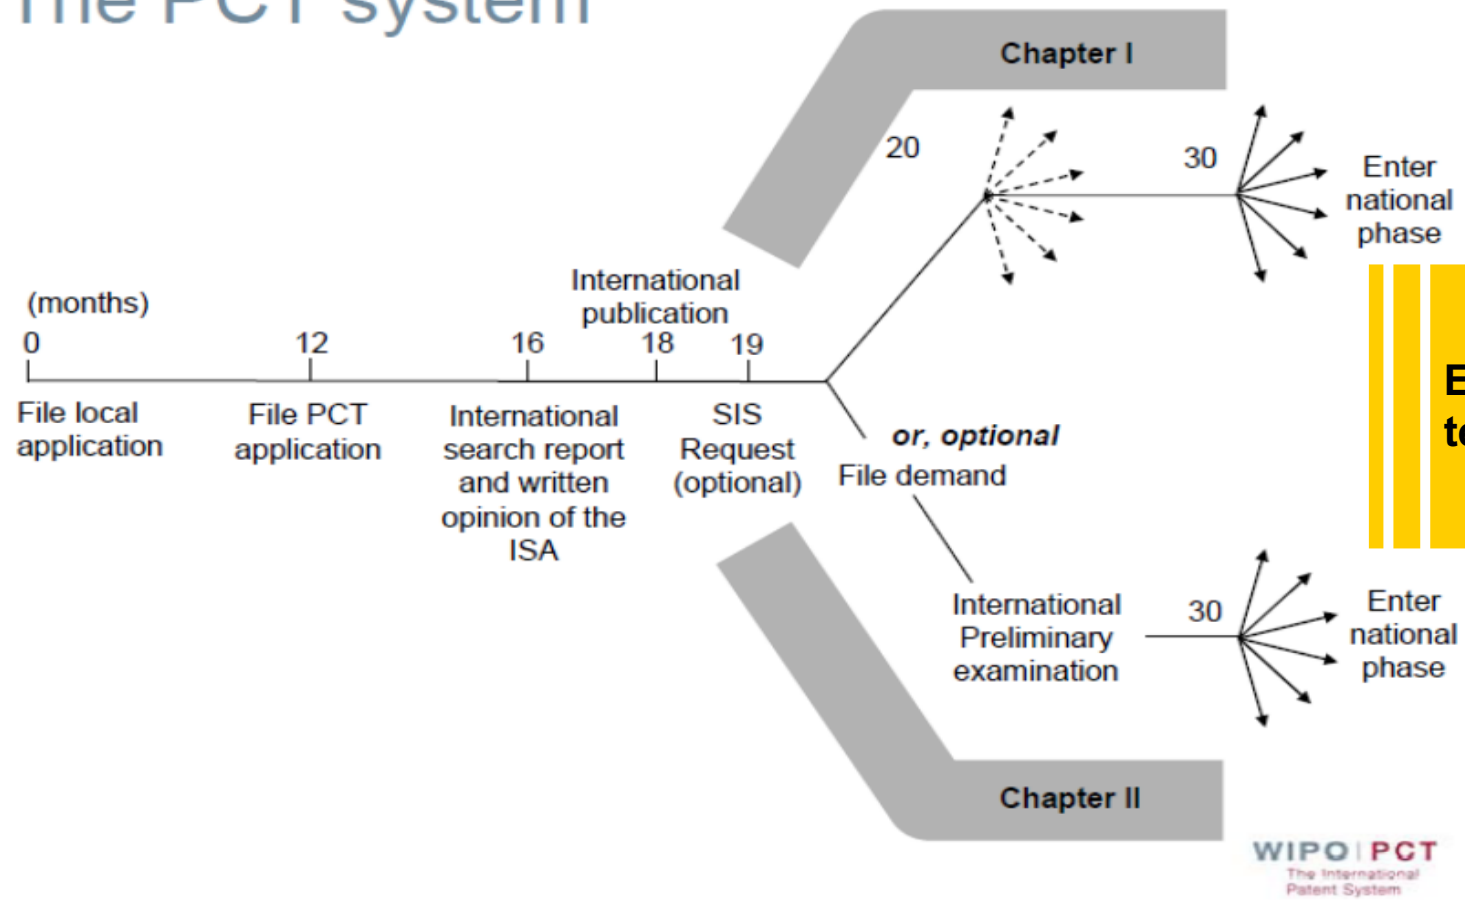 The PCT system
Chapter I
20
30
Enter
national
phase
International
publication
(months)
0
12
16
18
19
File local
application
File PCT
application
International
search report
and written
opinion of the
ISA
SIS
Request
(optional)
or, optional
File demand
International
Preliminary
examination
30
Enter
national
phase
Chapter II
WIPO | PCT
The International
Patent System